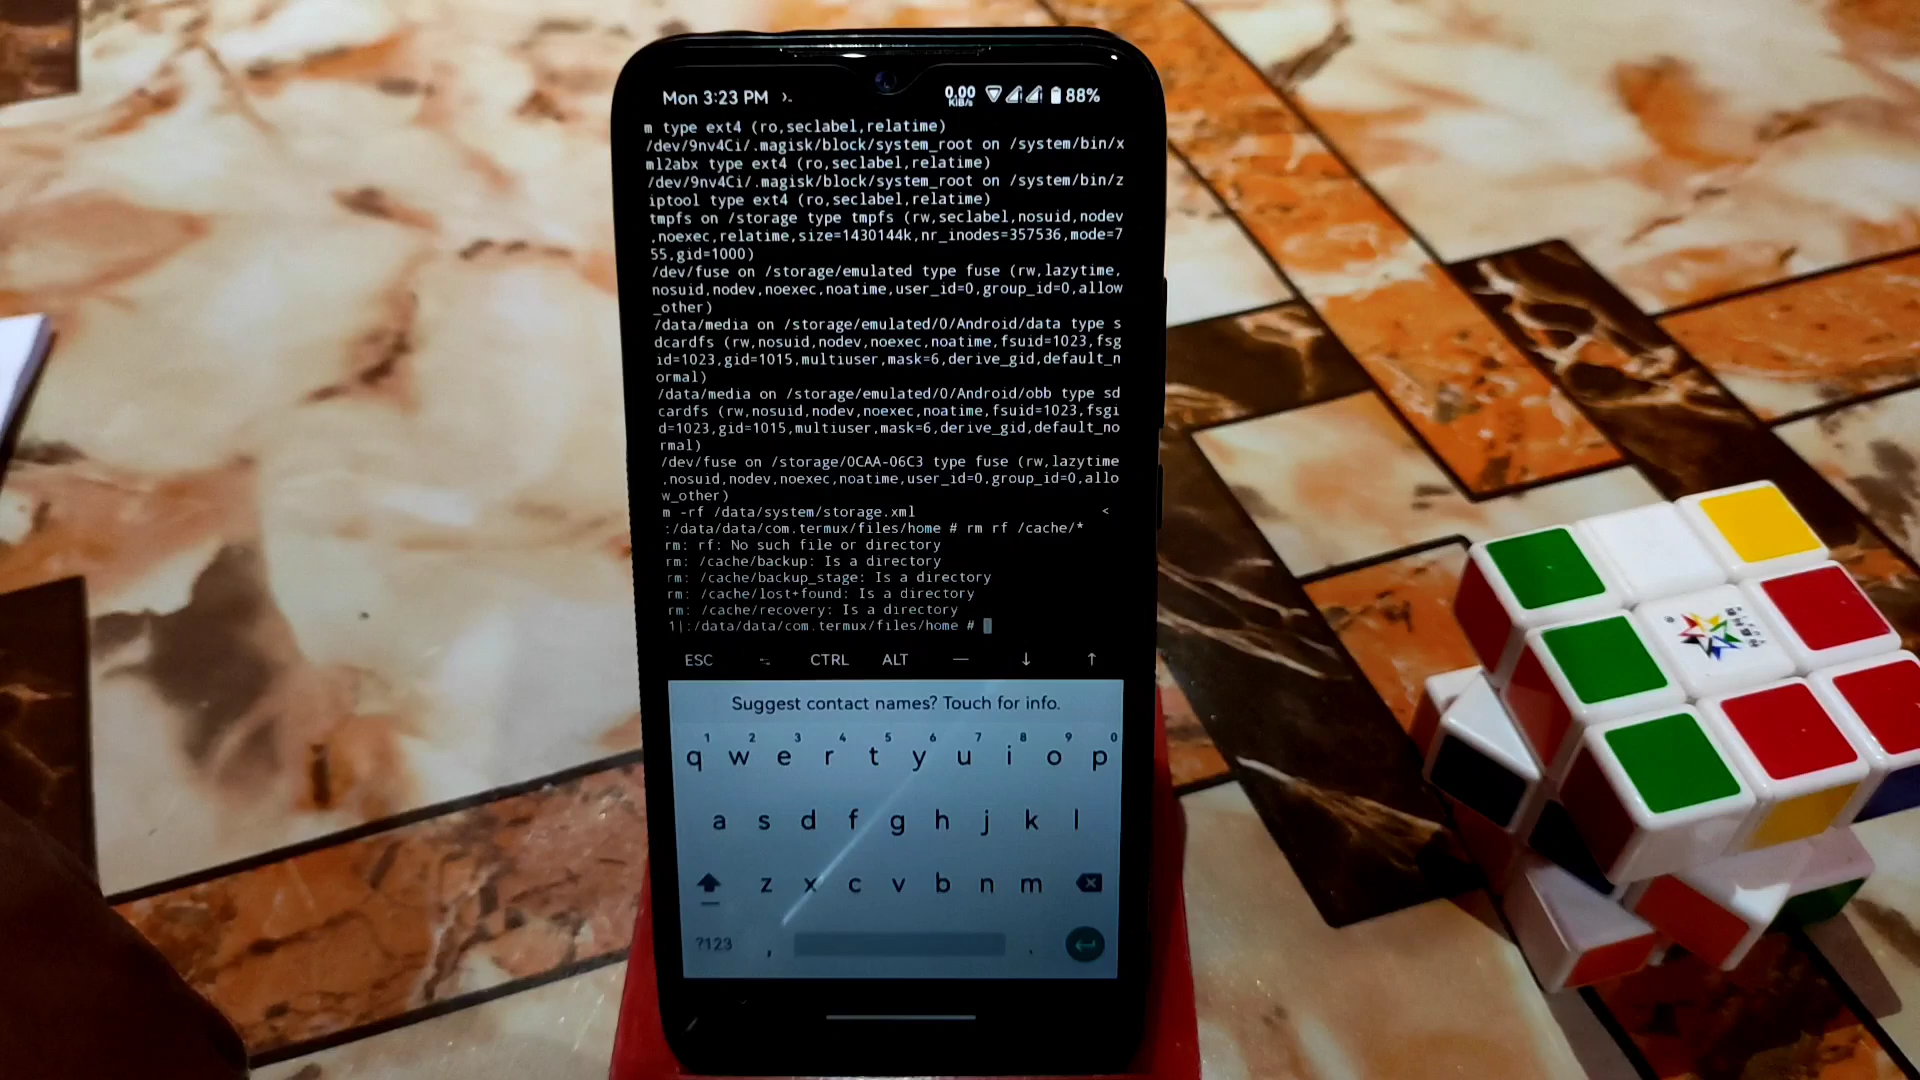 Mon 3:23 PM
0.00
KiB/s
88%
m type ext4 (ro,seclabel,relatime)
/dev/9nv4Ci/.magisk/block/system_root on /system/bin/x
ml2abx type ext4 (ro,seclabel,relatime)
/dev/9nv4Ci/.magisk/block/system_root on /system/bin/z
iptool type ext4 (ro,seclabel,relatime)
tmpfs on /storage type tmpfs (rw,seclabel,nosuid,nodev
,noexec,relatime,size=1430144k,nr_inodes=357536,mode=7
55,gid=1000)
/dev/fuse on /storage/emulated type fuse (rw,lazytime,
nosuid,nodev,noexec,noatime,user_id=0,group_id=0,allow
_other)
/data/media on /storage/emulated/0/Android/data type s
dcardfs (rw,nosuid,nodev,noexec,noatime,fsuid=1023,fsg
id=1023,gid=1015,multiuser,mask=6,derive_gid,default_n
ormal)
/data/media on /storage/emulated/0/Android/obb type sd
cardfs (rw,nosuid,nodev,noexec,noatime,fsuid=1023,fsgi
d=1023,gid=1015,multiuser,mask=6,derive_gid,default_no
rmal)
/dev/fuse on /storage/0CAA-06C3 type fuse (rw,lazytime
,nosuid,nodev,noexec,noatime,user_id=0,group_id=0,allo
w_other)
m -rf /data/system/storage.xml <
:/data/data/com.termux/files/home # rm rf /cache/*
rm: rf: No such file or directory
rm: /cache/backup: Is a directory
rm: /cache/backup_stage: Is a directory
rm: /cache/lost+found: Is a directory
rm: /cache/recovery: Is a directory
1|:/data/data/com.termux/files/home #
ESC CTRL ALT — ↓ ↑
Suggest contact names? Touch for info.
1 2 3 4 5 6 7 8 9 0
q w e r t y u i o p
a s d f g h j k l
z x c v b n m
?123 , .